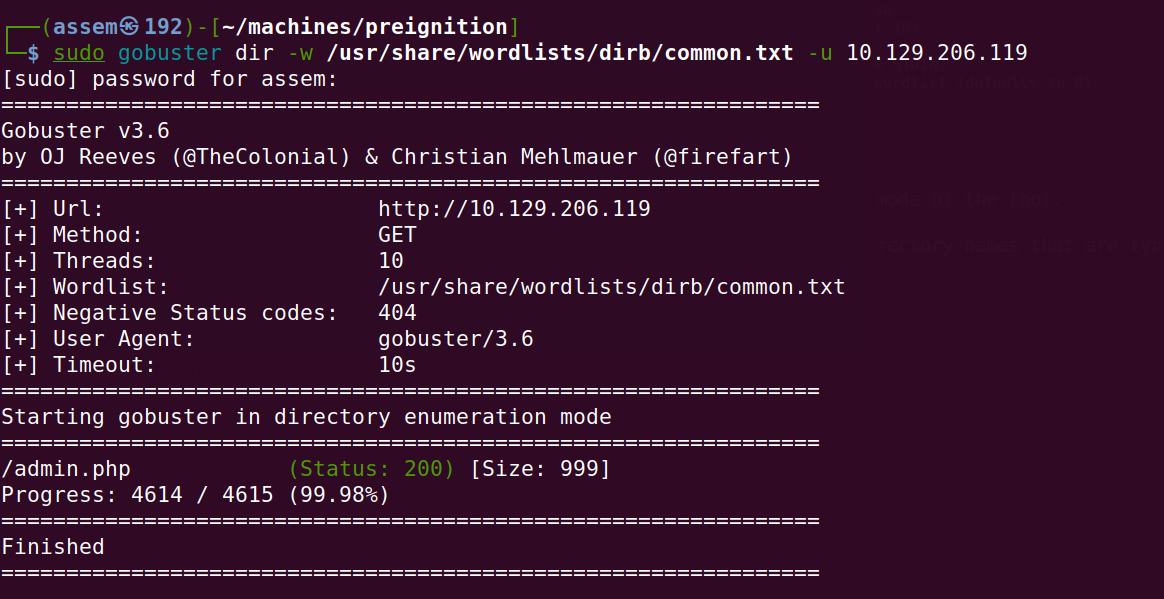 ┌──(assem㉿192)-[~/machines/preignition]
└─$ sudo gobuster dir -w /usr/share/wordlists/dirb/common.txt -u 10.129.206.119
[sudo] password for assem:
===============================================================
Gobuster v3.6
by OJ Reeves (@TheColonial) & Christian Mehlmauer (@firefart)
===============================================================
[+] Url:                     http://10.129.206.119
[+] Method:                  GET
[+] Threads:                 10
[+] Wordlist:                /usr/share/wordlists/dirb/common.txt
[+] Negative Status codes:   404
[+] User Agent:              gobuster/3.6
[+] Timeout:                 10s
===============================================================
Starting gobuster in directory enumeration mode
===============================================================
/admin.php            (Status: 200) [Size: 999]
Progress: 4614 / 4615 (99.98%)
===============================================================
Finished
===============================================================